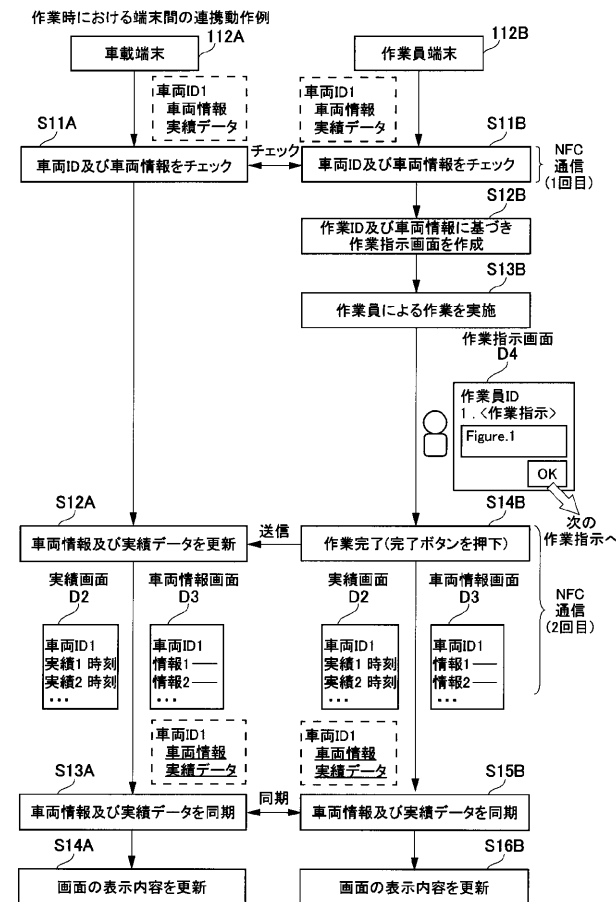 作業時における端末間の連携動作例
112A
112B
車載端末
作業員端末
車両ID1
車両情報
実績データ
車両ID1
車両情報
実績データ
S11A
S11B
車両ID及び車両情報をチェック
チェック
車両ID及び車両情報をチェック
NFC
通信
(1回目)
S12B
作業ID及び車両情報に基づき
作業指示画面を作成
S13B
作業員による作業を実施
作業指示画面
D4
作業員ID
1.<作業指示>
Figure.1
OK
次の
作業指示へ
S12A
S14B
車両情報及び実績データを更新
送信
作業完了(完了ボタンを押下)
実績画面
D2
車両情報画面
D3
実績画面
D2
車両情報画面
D3
NFC
通信
(2回目)
車両ID1
実績1 時刻
実績2 時刻
・・・
車両ID1
情報1――
情報2――
・・・
車両ID1
実績1 時刻
実績2 時刻
・・・
車両ID1
情報1――
情報2――
・・・
車両ID1
車両情報
実績データ
車両ID1
車両情報
実績データ
S13A
S15B
車両情報及び実績データを同期
同期
車両情報及び実績データを同期
S14A
S16B
画面の表示内容を更新
画面の表示内容を更新